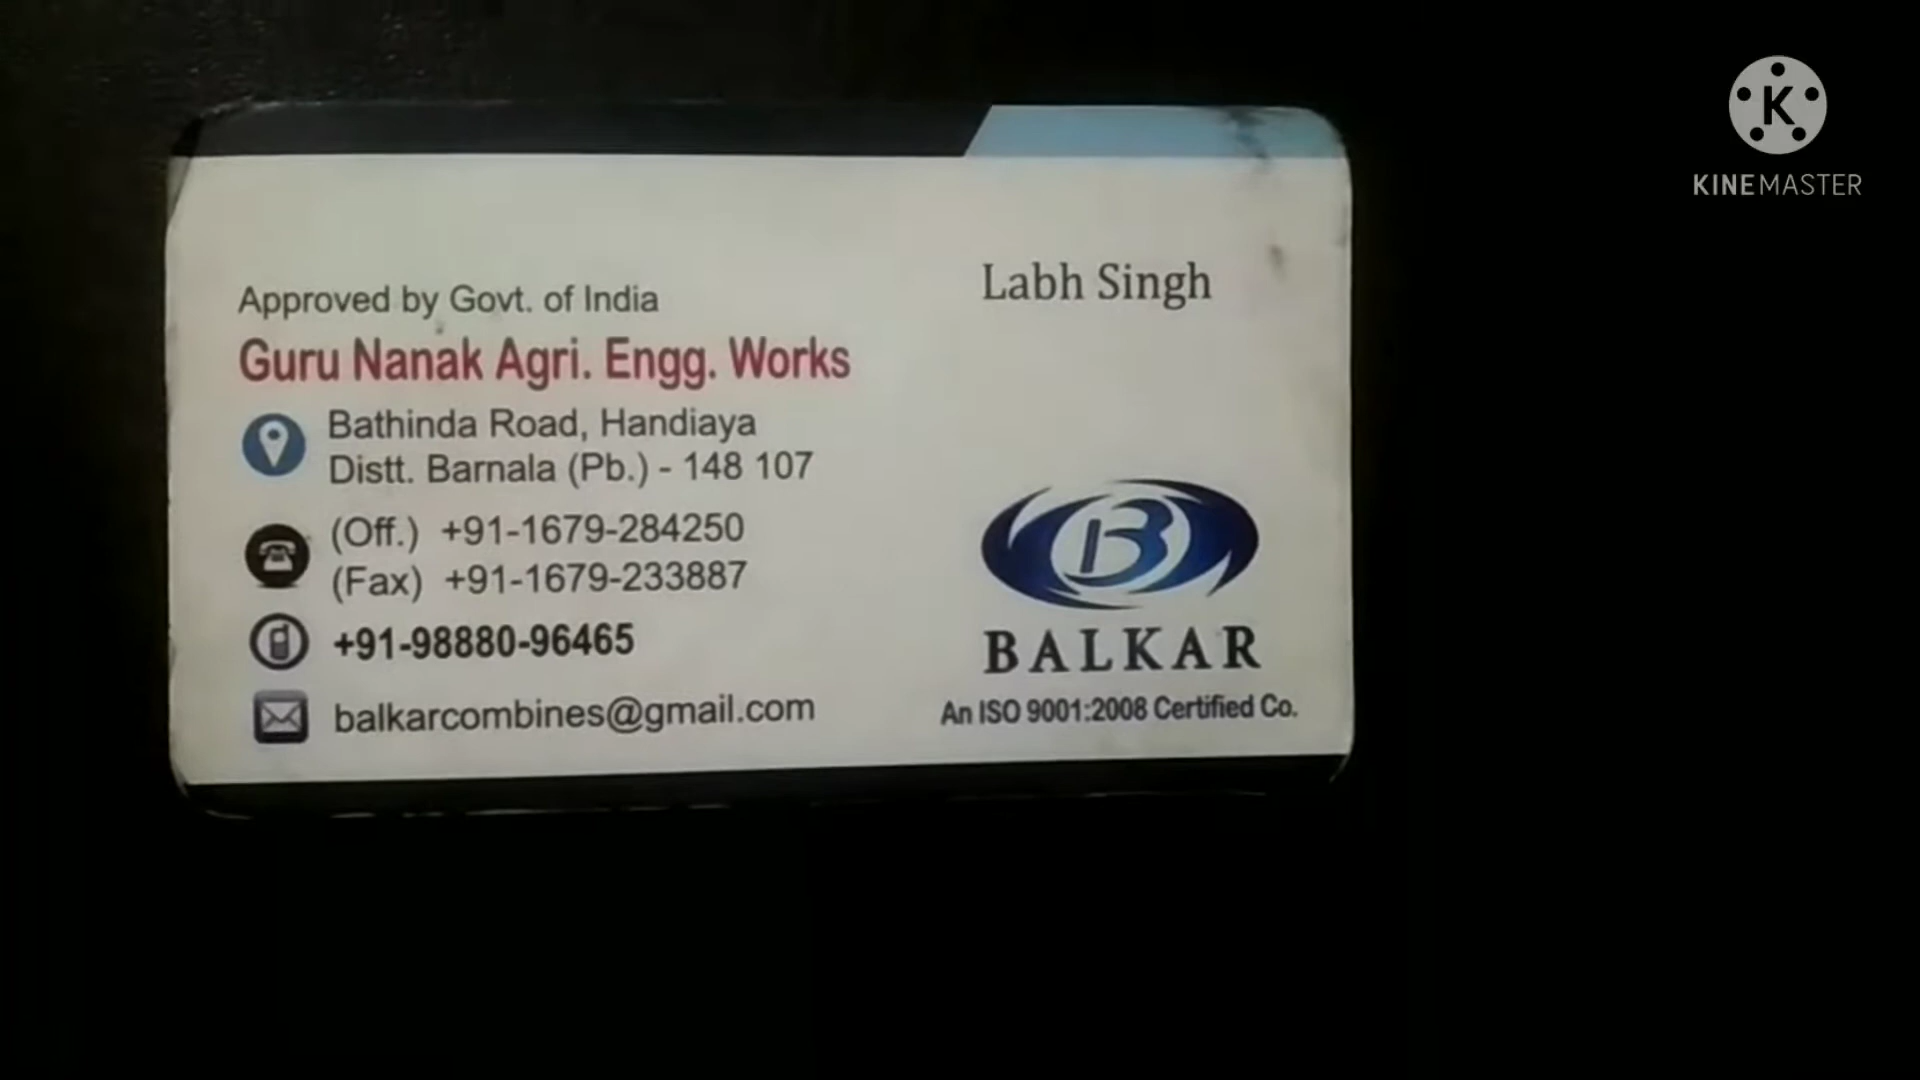 K
KINEMASTER
Labh Singh
Approved by Govt. of India
Guru Nanak Agri. Engg. Works
Bathinda Road, Handiaya
Distt. Barnala (Pb.) - 148 107
(Off.) +91-1679-284250
(Fax) +91-1679-233887
+91-98880-96465
balkarcombines@gmail.com
B
BALKAR
An ISO 9001:2008 Certified Co.